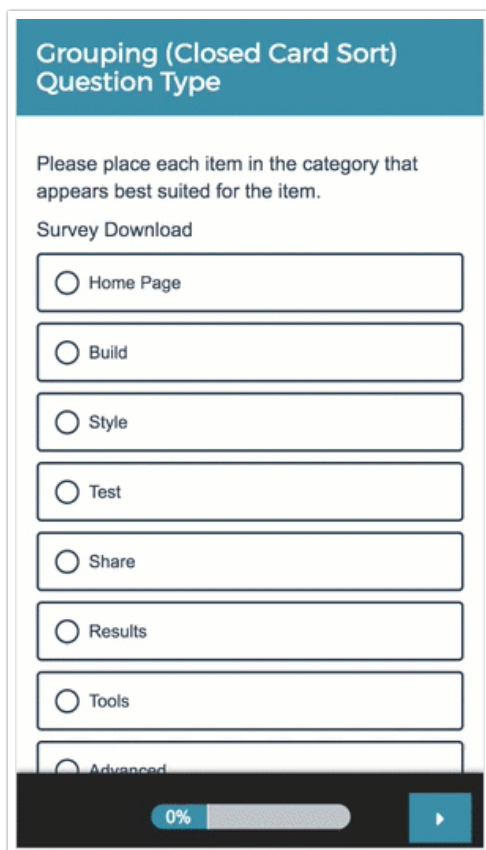 Grouping (Closed Card Sort)
Question Type
Please place each item in the category that
appears best suited for the item.
Survey Download
Home Page
Build
Style
Test
Share
Results
Tools
Advanced
0%